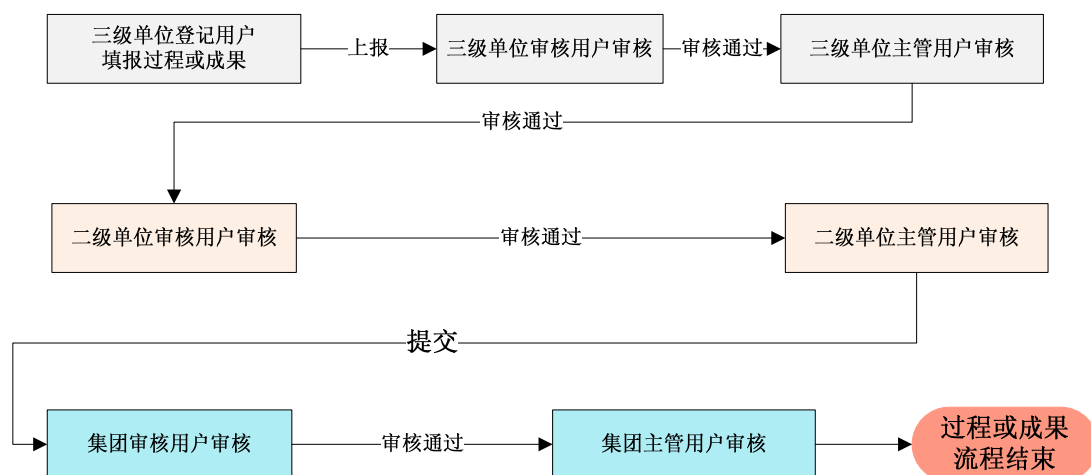 三级单位登记用户
填报过程或成果
上报
三级单位审核用户审核
审核通过
三级单位主管用户审核
审核通过
二级单位审核用户审核
审核通过
二级单位主管用户审核
提交
集团审核用户审核
审核通过
集团主管用户审核
过程或成果
流程结束